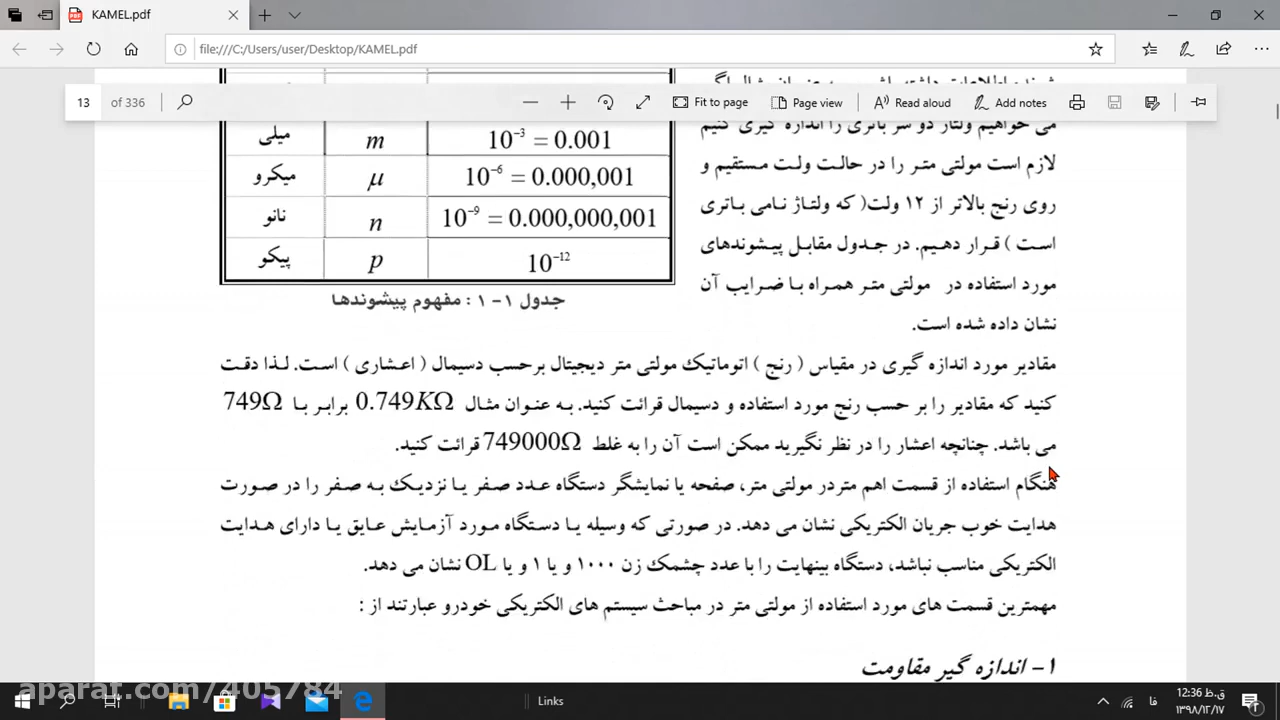 KAMEL.pdf
file:///C:/Users/user/Desktop/KAMEL.pdf
13 of 336
Fit to page
Page view
Read aloud
Add notes
می خواهیم ولتاژ دو سر باتری را اندازه گیری کنیم
لازم است مولتی متر را در حالت ولت مستقیم و
روی رنج بالاتر از ۱۲ ولت( که ولتاژ نامی باتری
است ) قرار دهیم. در جدول مقابل پیشوندهای
مورد استفاده در مولتی متر همراه با ضرایب آن
نشان داده شده است.
میلی m 10⁻³ = 0.001
میکرو μ 10⁻⁶ = 0.000,001
نانو n 10⁻⁹ = 0.000,000,001
پیکو p 10⁻¹²
جدول ۱-۱ : مفهوم پیشوندها
مقادیر مورد اندازه گیری در مقیاس ( رنج ) اتوماتیک مولتی متر دیجیتال برحسب دسیمال ( اعشاری ) است. لذا دقت
کنید که مقادیر را بر حسب رنج مورد استفاده و دسیمال قرائت کنید. به عنوان مثال 0.749KΩ برابر با 749Ω
می باشد. چنانچه اعشار را در نظر نگیرید ممکن است آن را به غلط 749000Ω قرائت کنید.
هنگام استفاده از قسمت اهم متردر مولتی متر، صفحه یا نمایشگر دستگاه عدد صفر یا نزدیک به صفر را در صورت
هدایت خوب جریان الکتریکی نشان می دهد. در صورتی که وسیله یا دستگاه مورد آزمایش عایق یا دارای هدایت
الکتریکی مناسب نباشد، دستگاه بینهایت را با عدد چشمک زن ۱۰۰۰ و یا ۱ و یا OL نشان می دهد.
مهمترین قسمت های مورد استفاده از مولتی متر در مباحث سیستم های الکتریکی خودرو عبارتند از :
۱- اندازه گیر مقاومت
aparat.com/405784
Links
فا
۱۲:۳۶ ق.ظ
۱۳۹۸/۱۲/۱۷